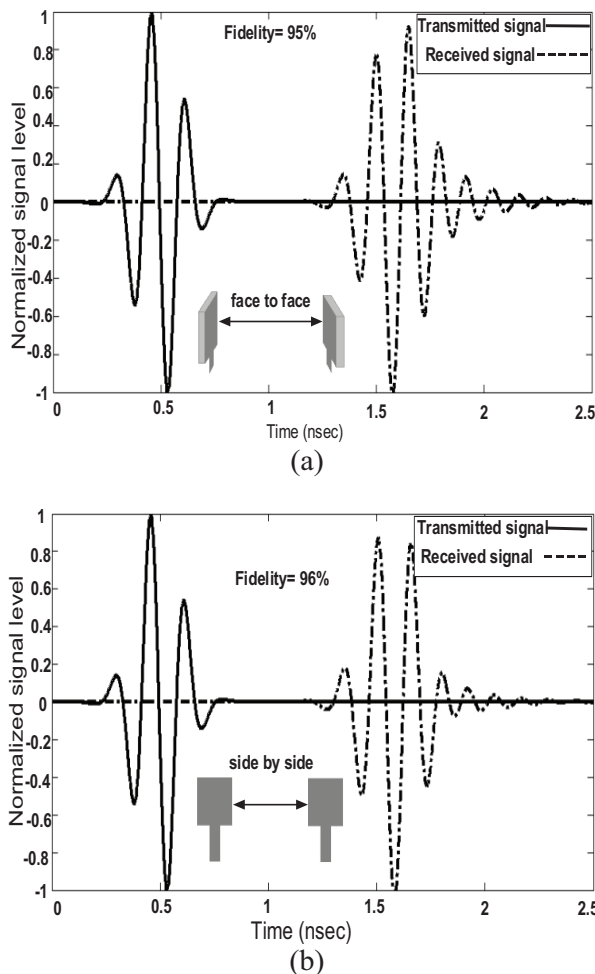 Normalized signal level
1
0.8
0.6
0.4
0.2
0
-0.2
-0.4
-0.6
-0.8
-1
Fidelity= 95%
Transmitted signal
Received signal
face to face
0 0.5 1 1.5 2 2.5
Time (nsec)
(a)
Normalized signal level
1
0.8
0.6
0.4
0.2
0
-0.2
-0.4
-0.6
-0.8
-1
Fidelity= 96%
Transmitted signal
Received signal
side by side
0 0.5 1 1.5 2 2.5
Time (nsec)
(b)